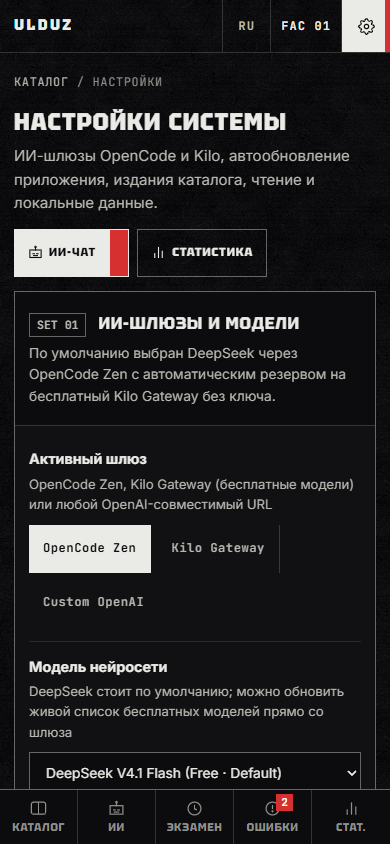 ULDUZ
RU
FAC 01
КАТАЛОГ / НАСТРОЙКИ
НАСТРОЙКИ СИСТЕМЫ
ИИ-шлюзы OpenCode и Kilo, автообновление
приложения, издания каталога, чтение и
локальные данные.
ИИ-ЧАТ
СТАТИСТИКА
SET 01
ИИ-ШЛЮЗЫ И МОДЕЛИ
По умолчанию выбран DeepSeek через
OpenCode Zen с автоматическим резервом на
бесплатный Kilo Gateway без ключа.
Активный шлюз
OpenCode Zen, Kilo Gateway (бесплатные модели)
или любой OpenAI-совместимый URL
OpenCode Zen
Kilo Gateway
Custom OpenAI
Модель нейросети
DeepSeek стоит по умолчанию; можно обновить
живой список бесплатных моделей прямо со
шлюза
DeepSeek V4.1 Flash (Free · Default)
КАТАЛОГ
ИИ
ЭКЗАМЕН
2
ОШИБКИ
СТАТ.